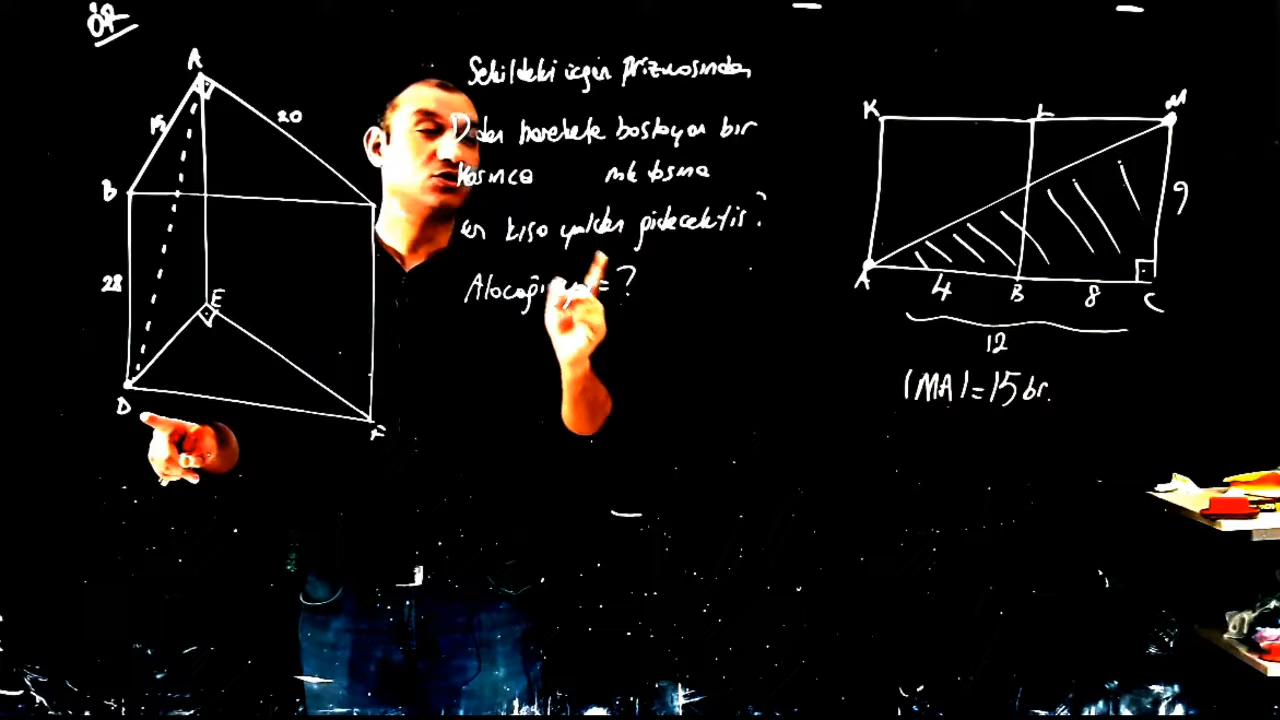 ÖR
A
15
20
B
28
E
D
F
Şekildeki üçgen prizmasından
D den harekete başlayan bir
karınca
en kısa yoldan gidecektir?
Alacağı yol = ?
K
L
M
9
A
4
B
8
C
12
|MA|=15 br.